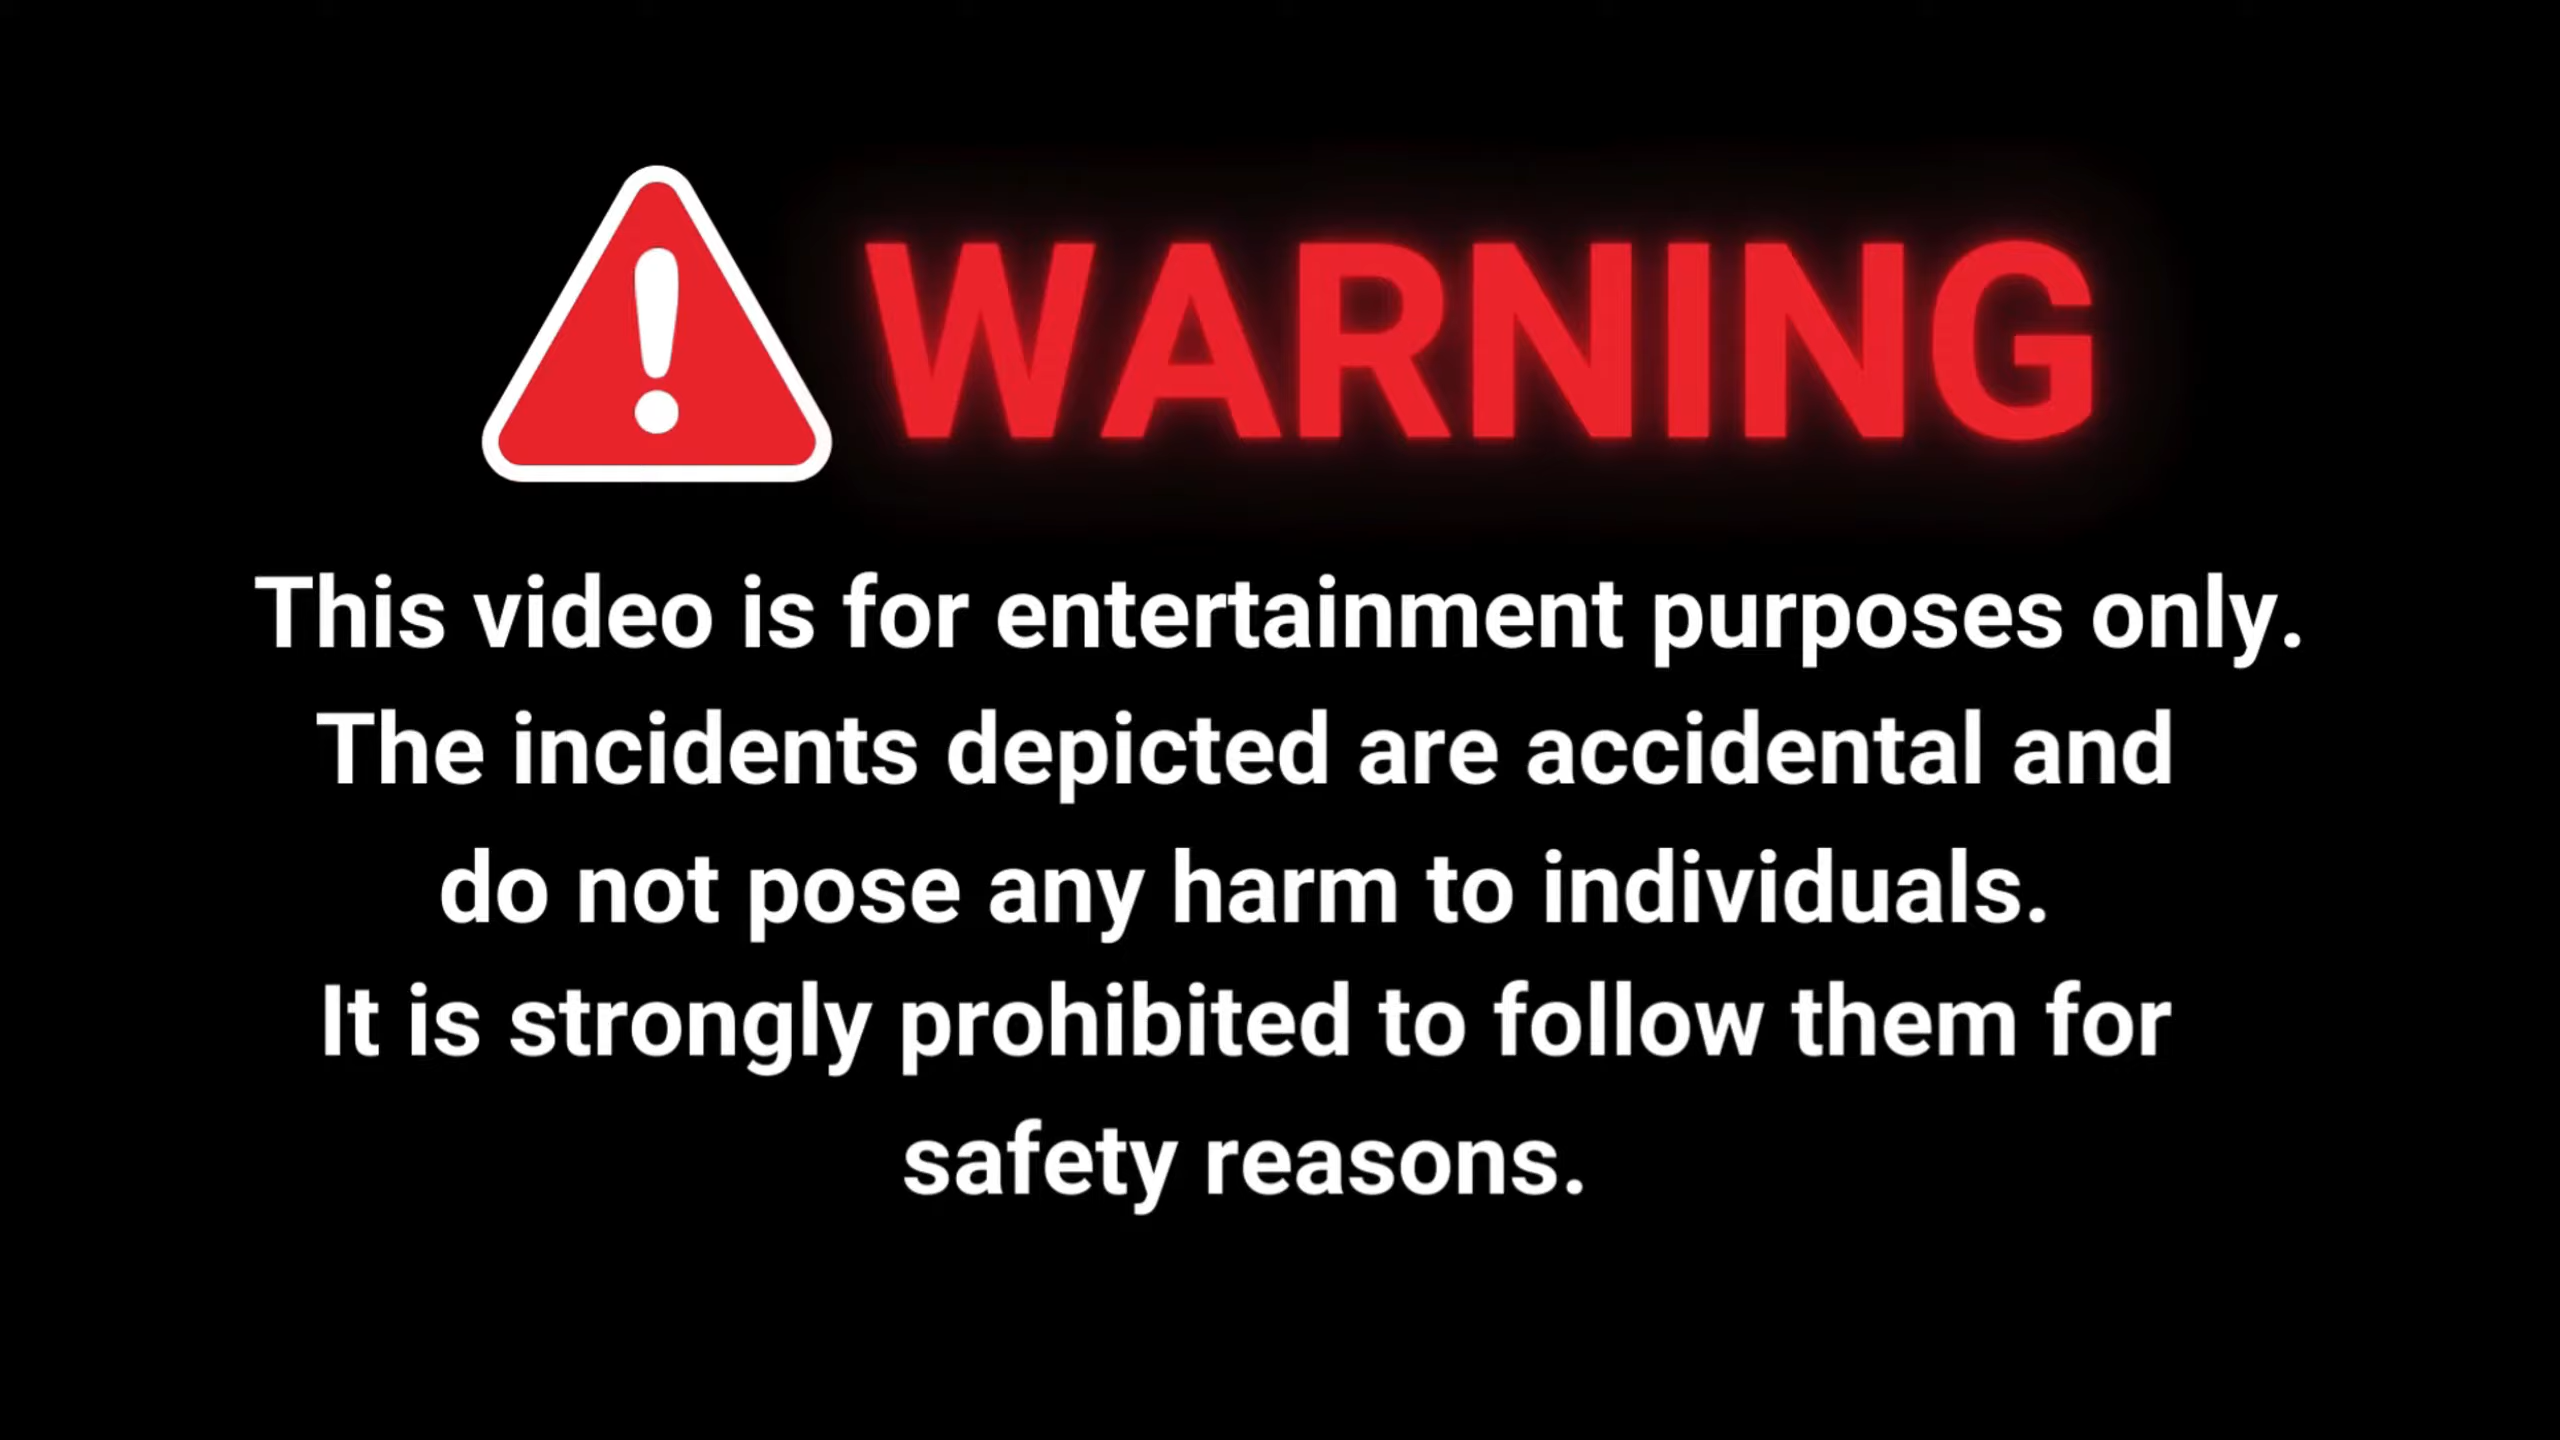 WARNING
This video is for entertainment purposes only.
The incidents depicted are accidental and
do not pose any harm to individuals.
It is strongly prohibited to follow them for
safety reasons.